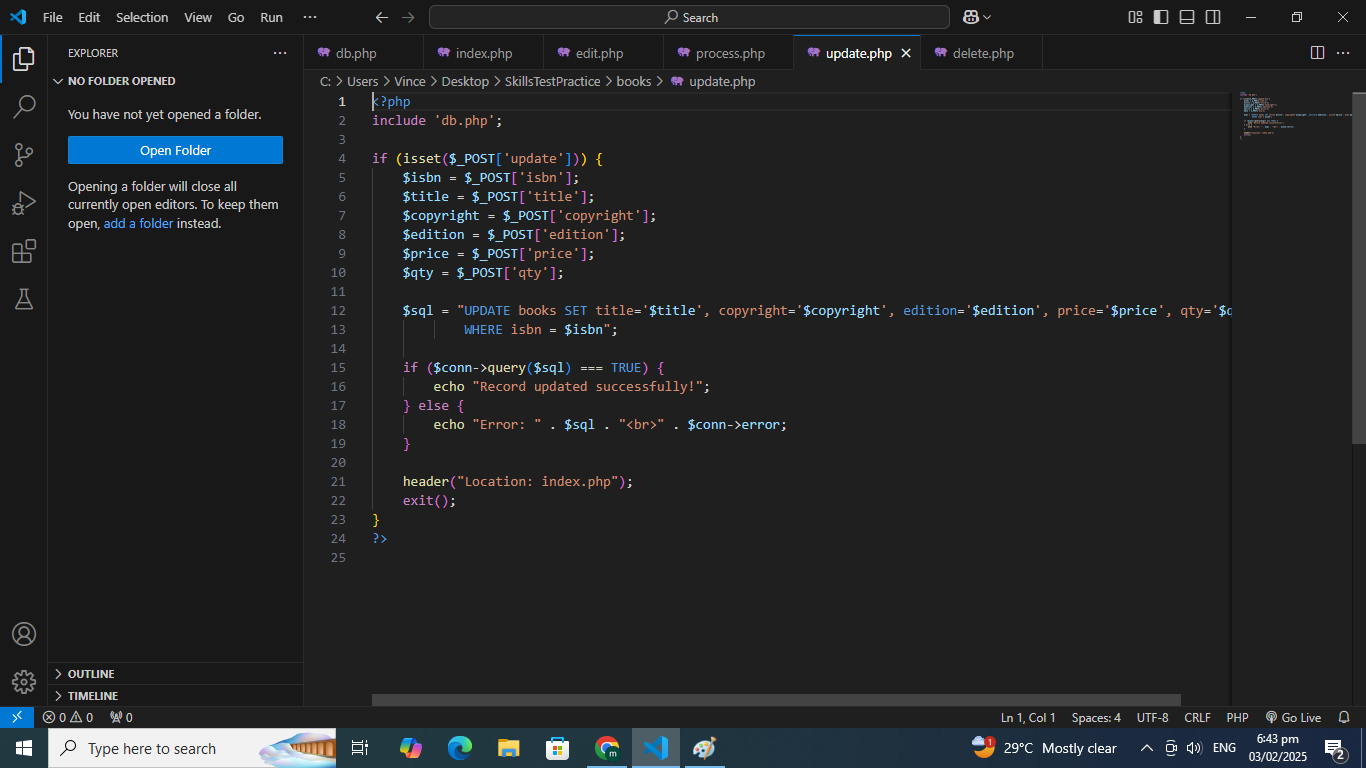 File Edit Selection View Go Run ···
Search
EXPLORER ···
NO FOLDER OPENED
You have not yet opened a folder.
Open Folder
Opening a folder will close all
currently open editors. To keep them
open, add a folder instead.
OUTLINE
TIMELINE
db.php index.php edit.php process.php update.php delete.php
C: > Users > Vince > Desktop > SkillsTestPractice > books > update.php
1 <?php
2 include 'db.php';
3
4 if (isset($_POST['update'])) {
5 $isbn = $_POST['isbn'];
6 $title = $_POST['title'];
7 $copyright = $_POST['copyright'];
8 $edition = $_POST['edition'];
9 $price = $_POST['price'];
10 $qty = $_POST['qty'];
11
12 $sql = "UPDATE books SET title='$title', copyright='$copyright', edition='$edition', price='$price', qty='$q
13 WHERE isbn = $isbn";
14
15 if ($conn->query($sql) === TRUE) {
16 echo "Record updated successfully!";
17 } else {
18 echo "Error: " . $sql . "<br>" . $conn->error;
19 }
20
21 header("Location: index.php");
22 exit();
23 }
24 ?>
25
0 0 0
Ln 1, Col 1 Spaces: 4 UTF-8 CRLF PHP Go Live
Type here to search
1 29°C Mostly clear ENG
6:43 pm
03/02/2025
2